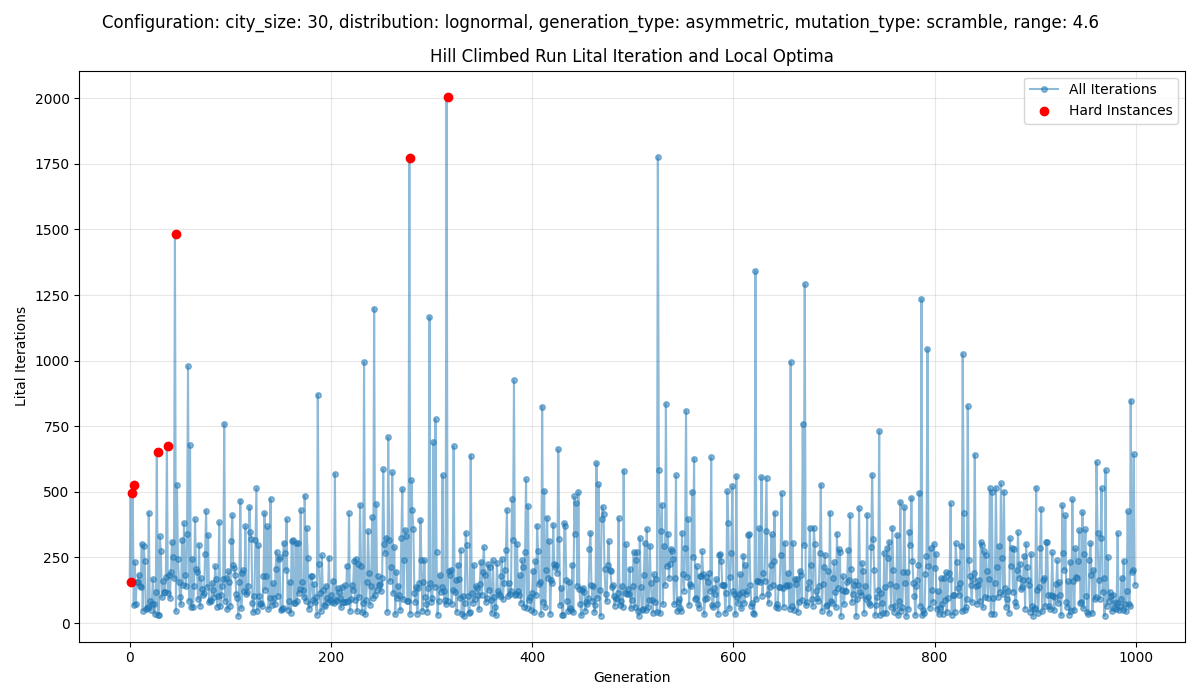 Configuration: city_size: 30, distribution: lognormal, generation_type: asymmetric, mutation_type: scramble, range: 4.6
Hill Climbed Run Lital Iteration and Local Optima
All Iterations
Hard Instances
2000
1750
1500
1250
1000
750
500
250
0
Lital Iterations
0 200 400 600 800 1000
Generation